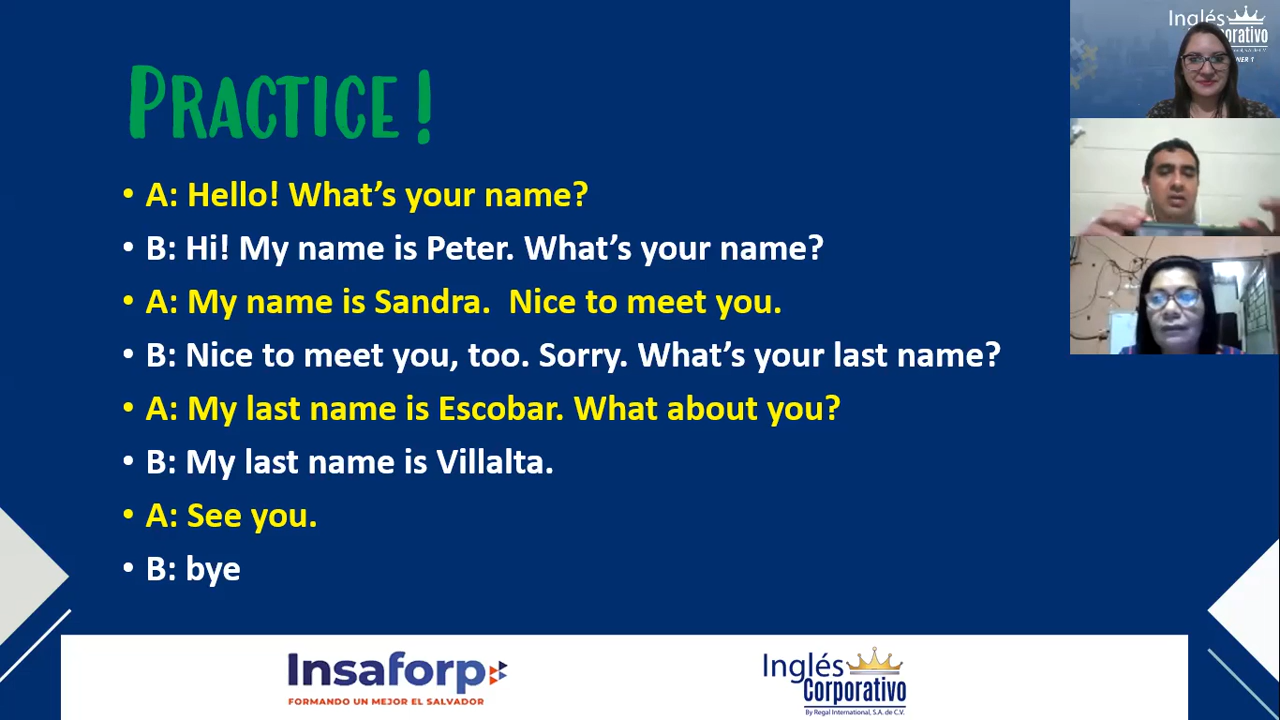 PRACTICE!
• A: Hello! What's your name?
• B: Hi! My name is Peter. What's your name?
• A: My name is Sandra.  Nice to meet you.
• B: Nice to meet you, too. Sorry. What's your last name?
• A: My last name is Escobar. What about you?
• B: My last name is Villalta.
• A: See you.
• B: bye
Insaforp
FORMANDO UN MEJOR EL SALVADOR
Inglés
Corporativo
By Regal International, S.A. de C.V.
Inglés